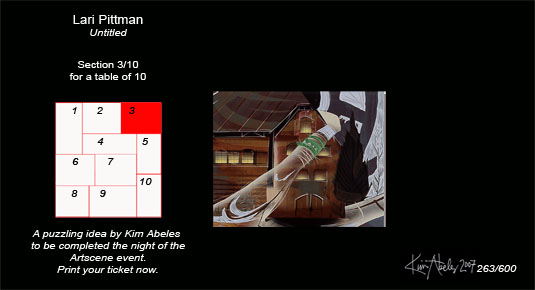 Lari Pittman
Untitled
Section 3/10
for a table of 10
1 2 3
4 5
6 7
10
8 9
A puzzling idea by Kim Abeles
to be completed the night of the
Artscene event.
Print your ticket now.
Kim Abeles 2007 263/600